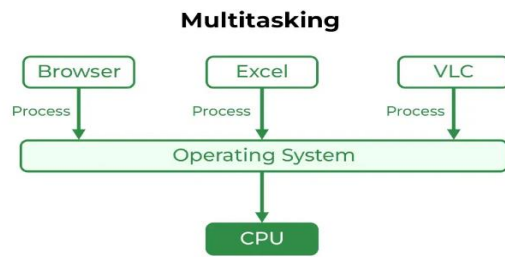 Multitasking
Browser Excel VLC
Process Process Process
Operating System
CPU